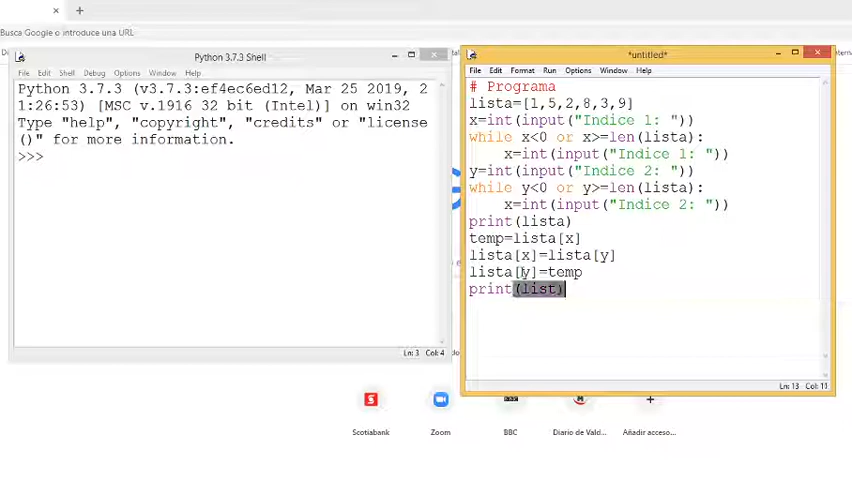 Busca Google o introduce una URL
Python 3.7.3 Shell
File Edit Shell Debug Options Window Help
Python 3.7.3 (v3.7.3:ef4ec6ed12, Mar 25 2019, 2
1:26:53) [MSC v.1916 32 bit (Intel)] on win32
Type "help", "copyright", "credits" or "license
()" for more information.
>>>
Ln: 3 Col: 4
*untitled*
File Edit Format Run Options Window Help
# Programa
lista=[1,5,2,8,3,9]
x=int(input("Indice 1: "))
while x<0 or x>=len(lista):
x=int(input("Indice 1: "))
y=int(input("Indice 2: "))
while y<0 or y>=len(lista):
x=int(input("Indice 2: "))
print(lista)
temp=lista[x]
lista[x]=lista[y]
lista[y]=temp
print(list)
Ln: 13 Col: 11
Scotiabank
Zoom
BBC
Diario de Vald...
Añadir acceso...